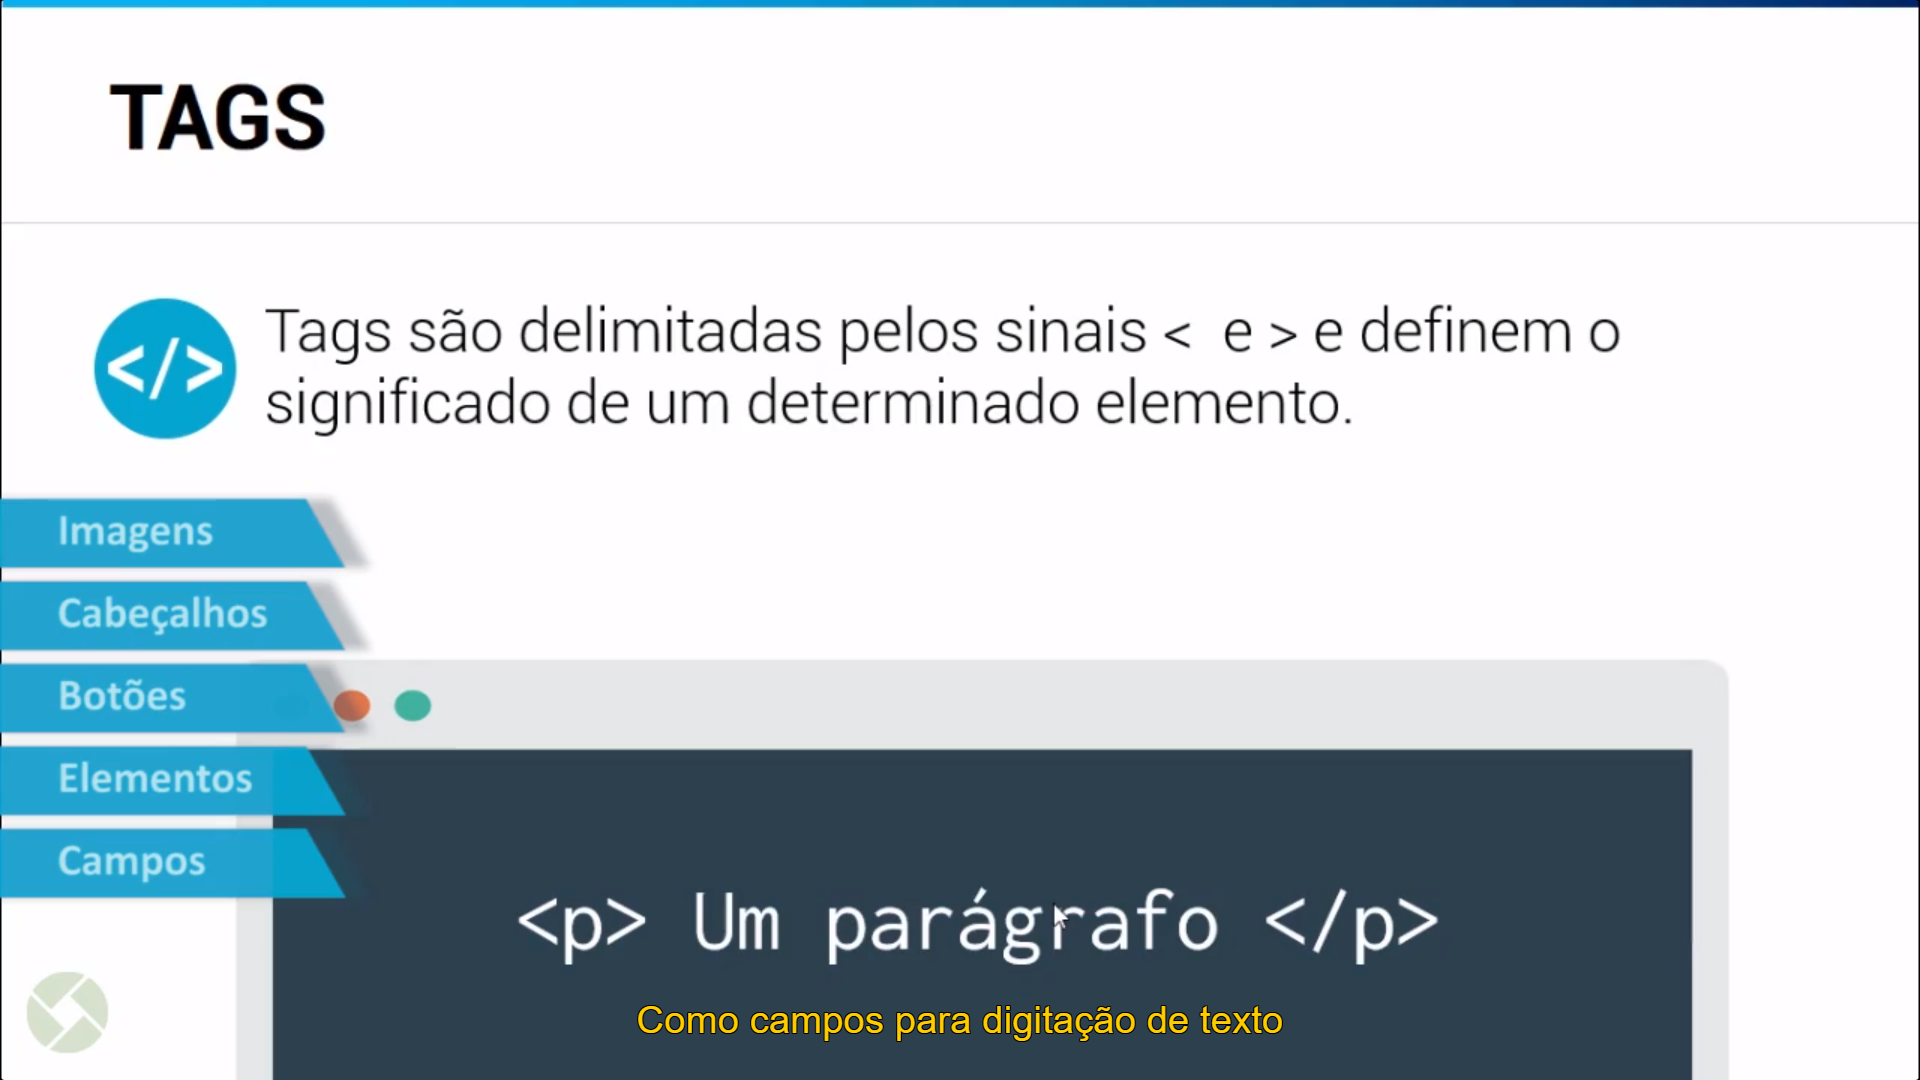 TAGS
</>
Tags são delimitadas pelos sinais < e > e definem o
significado de um determinado elemento.
Imagens
Cabeçalhos
Botões
Elementos
Campos
<p> Um parágrafo </p>
Como campos para digitação de texto